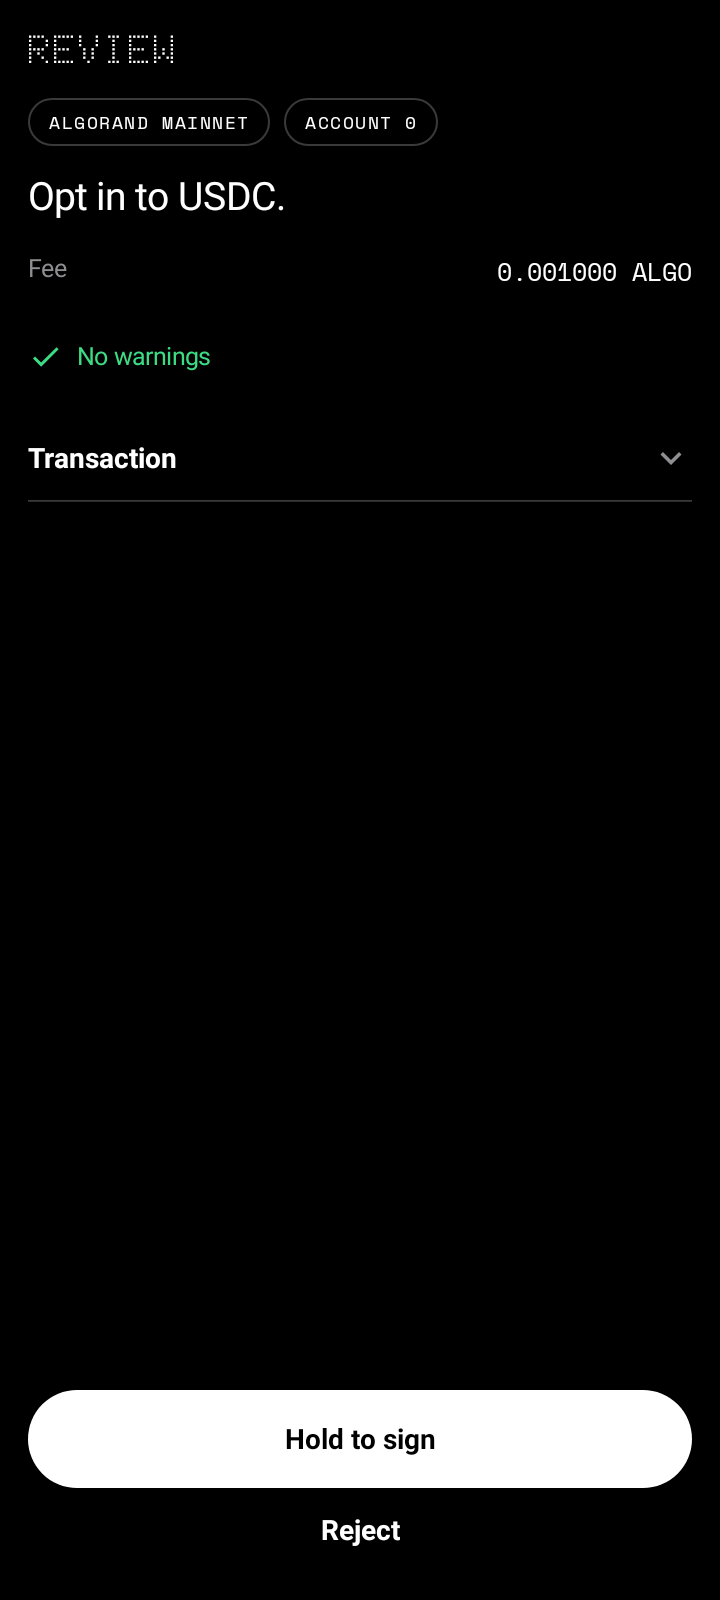 REVIEW
ALGORAND MAINNET ACCOUNT 0
Opt in to USDC.
Fee 0.001000 ALGO
No warnings
Transaction
Hold to sign
Reject